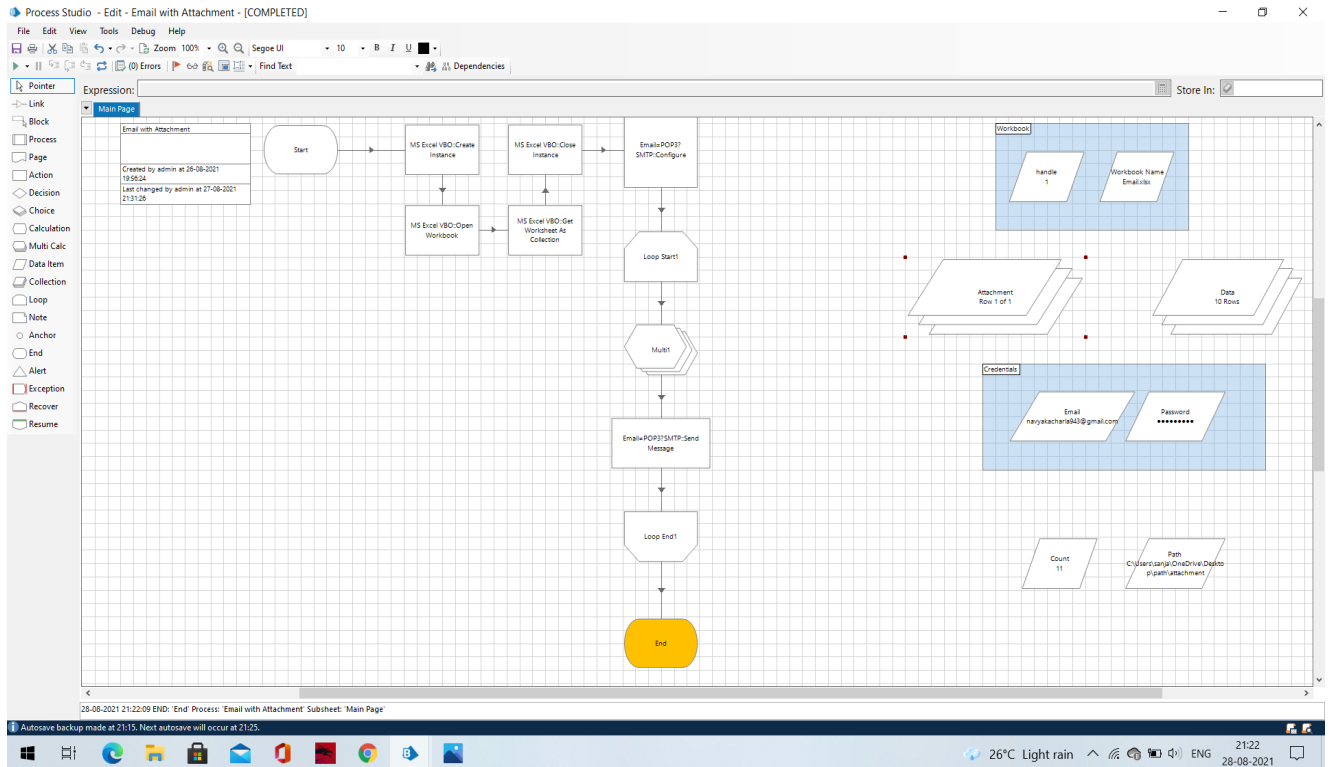 Process Studio - Edit - Email with Attachment - [COMPLETED]
File Edit View Tools Debug Help
Zoom 100% Segoe UI 10 B I U
(0) Errors Find Text Dependencies
Pointer
Link
Block
Process
Page
Action
Decision
Choice
Calculation
Multi Calc
Data Item
Collection
Loop
Note
Anchor
End
Alert
Exception
Recover
Resume
Expression:
Store In:
Main Page
Email with Attachment
Created by admin at 26-08-2021
19:56:24
Last changed by admin at 27-08-2021
21:31:26
Start
MS Excel VBO::Create
Instance
MS Excel VBO::Open
Workbook
MS Excel VBO::Close
Instance
MS Excel VBO::Get
Worksheet As
Collection
Email=POP3?
SMTP::Configure
Loop Start1
Multi1
Email=POP3?SMTP::Send
Message
Loop End1
End
Workbook
handle
1
Workbook Name
Email.xlsx
Attachment
Row 1 of 1
Data
10 Rows
Credentials
Email
navyakacharla943@gmail.com
Password
•••••••••
Count
11
Path
C:\Users\sanja\OneDrive\Deskto
p\path\attachment
28-08-2021 21:22:09 END: 'End' Process: 'Email with Attachment' Subsheet: 'Main Page'
Autosave backup made at 21:15. Next autosave will occur at 21:25.
26°C Light rain
ENG
21:22
28-08-2021